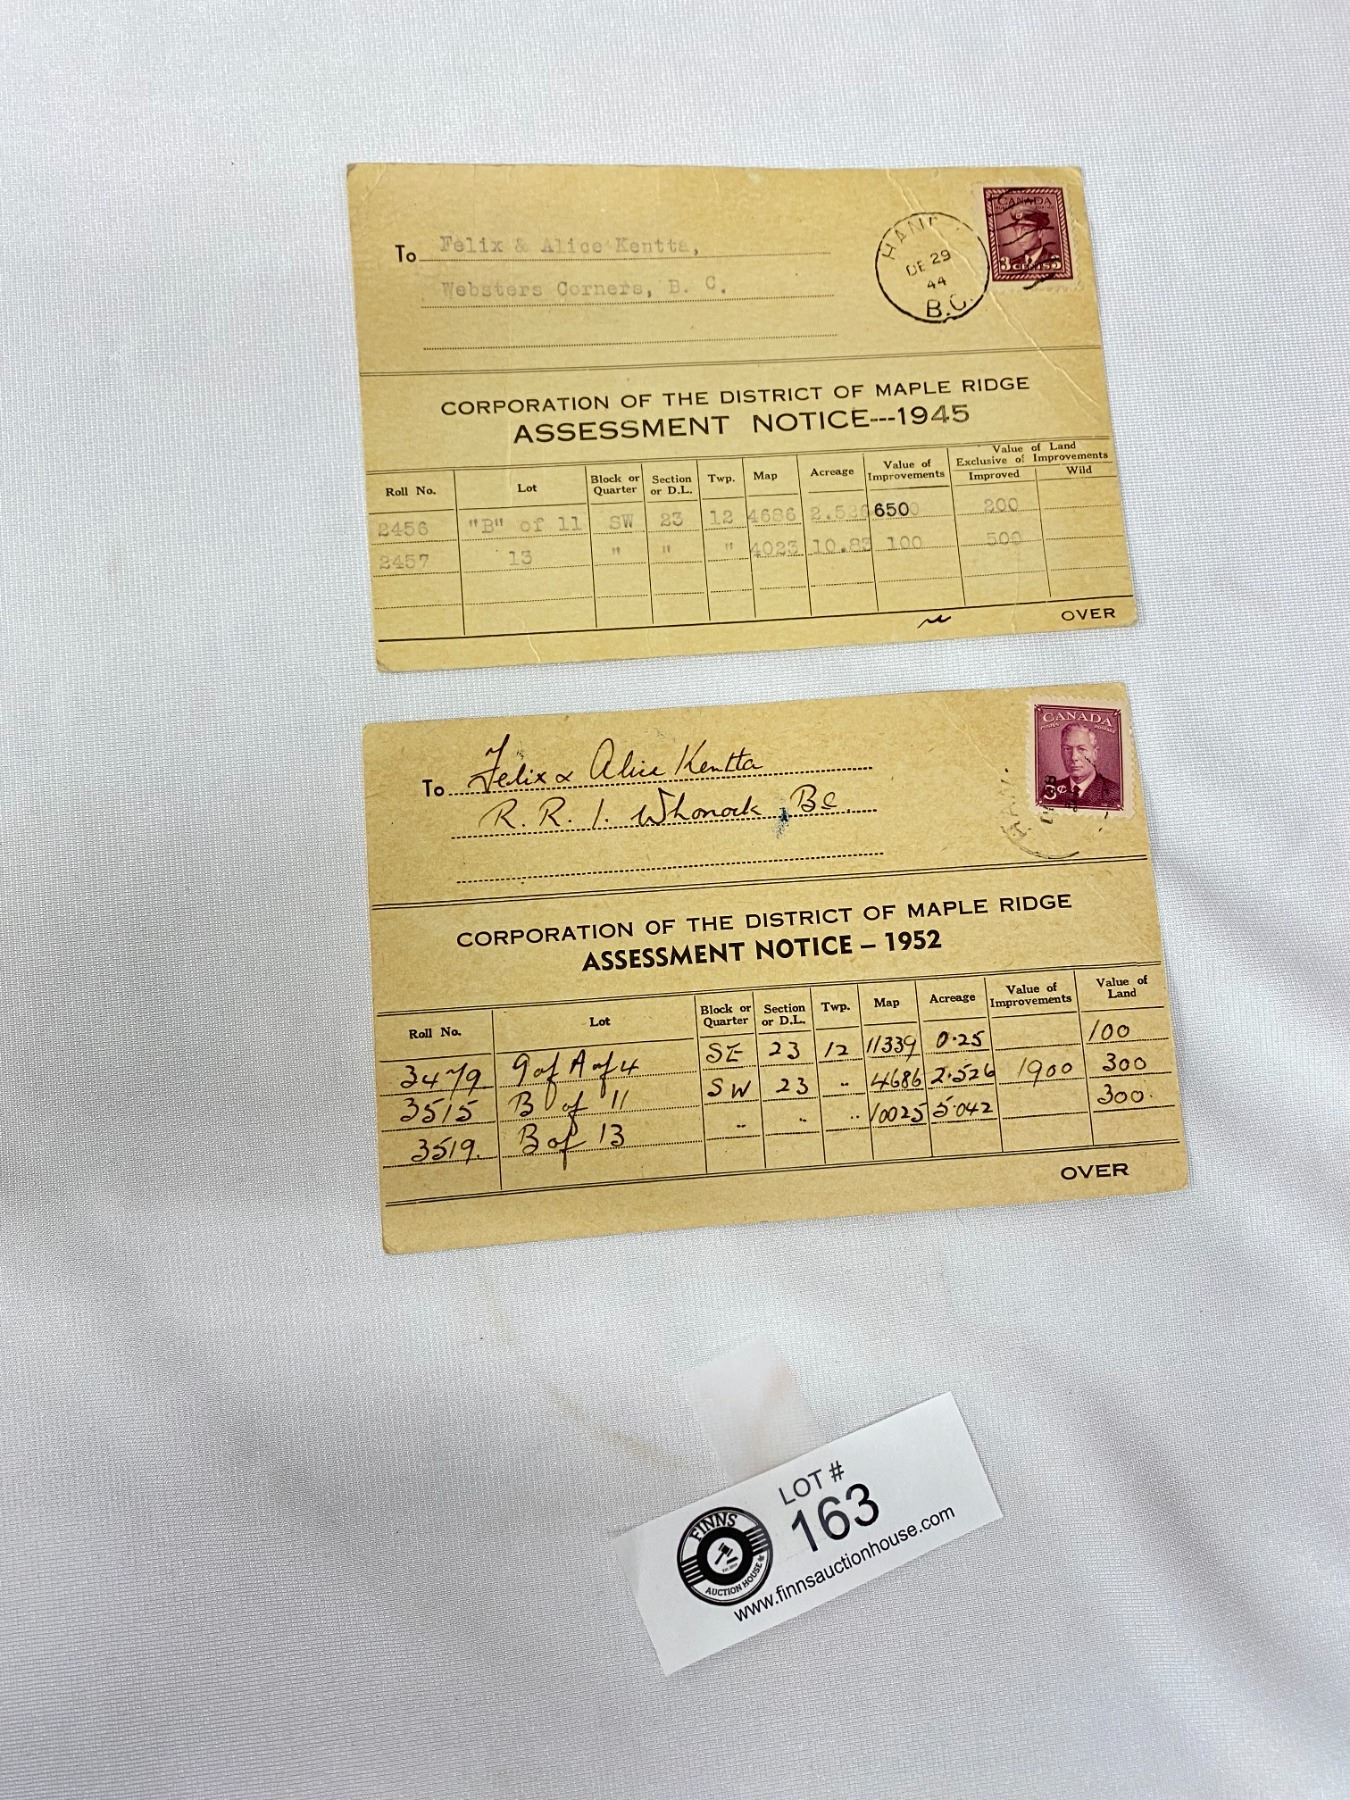 To Felix & Alice Kentta,
Websters Corners, B. C.
DE 29
44
B.C.
CANADA
3 CENTS 3
CORPORATION OF THE DISTRICT OF MAPLE RIDGE
ASSESSMENT NOTICE---1945
Roll No. Lot Block or Quarter Section or D.L. Twp. Map Acreage Value of Improvements Value of Land Exclusive of Improvements Improved Wild
2456 "B" of 11 SW 23 12 4686 2.526 650 200
2457 13 " " " 4023 10.83 100 500
OVER
To Felix & Alice Kentta
R. R. 1. Whonock, BC.
CANADA
POSTES POSTAGE
CORPORATION OF THE DISTRICT OF MAPLE RIDGE
ASSESSMENT NOTICE – 1952
Roll No. Lot Block or Quarter Section or D.L. Twp. Map Acreage Value of Improvements Value of Land
3479 9 of A of 4 SE 23 12 11339 0.25 100
3515 B of 11 SW 23 " 4686 2.526 1900 300
3519. B of 13 " " " 10025 5.042 300.
OVER
LOT #
163
FINNS
AUCTION HOUSE
www.finnsauctionhouse.com